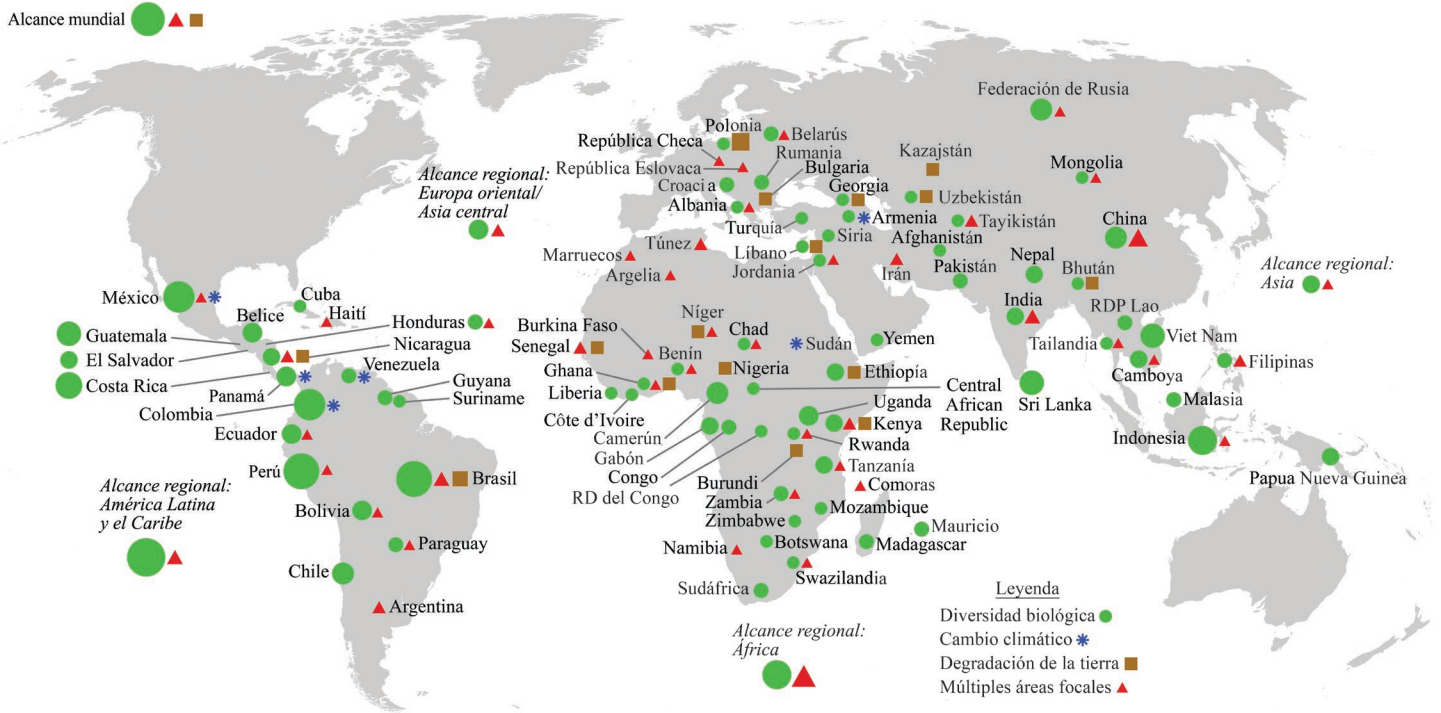 Alcance mundial
Federación de Rusia
Polonia
Belarús
República Checa
Rumania
República Eslovaca
Bulgaria
Kazajstán
Mongolia
Alcance regional:
Europa oriental/
Asia central
Croacia
Georgia
Uzbekistán
Albania
Armenia
Tayikistán
China
Turquía
Siria
Afghanistán
Túnez
Líbano
Marruecos
Jordania
Irán
Pakistán
Nepal
Bhután
Alcance regional:
Asia
Argelia
México
Cuba
Haití
Belice
Honduras
Níger
Chad
India
RDP Lao
Guatemala
Burkina Faso
Senegal
Sudán
Yemen
Viet Nam
Nicaragua
Tailandia
El Salvador
Venezuela
Benín
Nigeria
Ethiopía
Filipinas
Ghana
Camboya
Costa Rica
Panamá
Guyana
Suriname
Liberia
Central
African
Republic
Sri Lanka
Malasia
Colombia
Côte d’Ivoire
Uganda
Ecuador
Camerún
Kenya
Indonesia
Gabón
Rwanda
Congo
Perú
Brasil
RD del Congo
Burundi
Tanzanía
Comoras
Papua Nueva Guinea
Alcance regional:
América Latina
y el Caribe
Bolivia
Zambia
Mozambique
Zimbabwe
Mauricio
Paraguay
Namibia
Botswana
Madagascar
Chile
Swazilandia
Sudáfrica
Argentina
Alcance regional:
África
Leyenda
Diversidad biológica
Cambio climático
Degradación de la tierra
Múltiples áreas focales